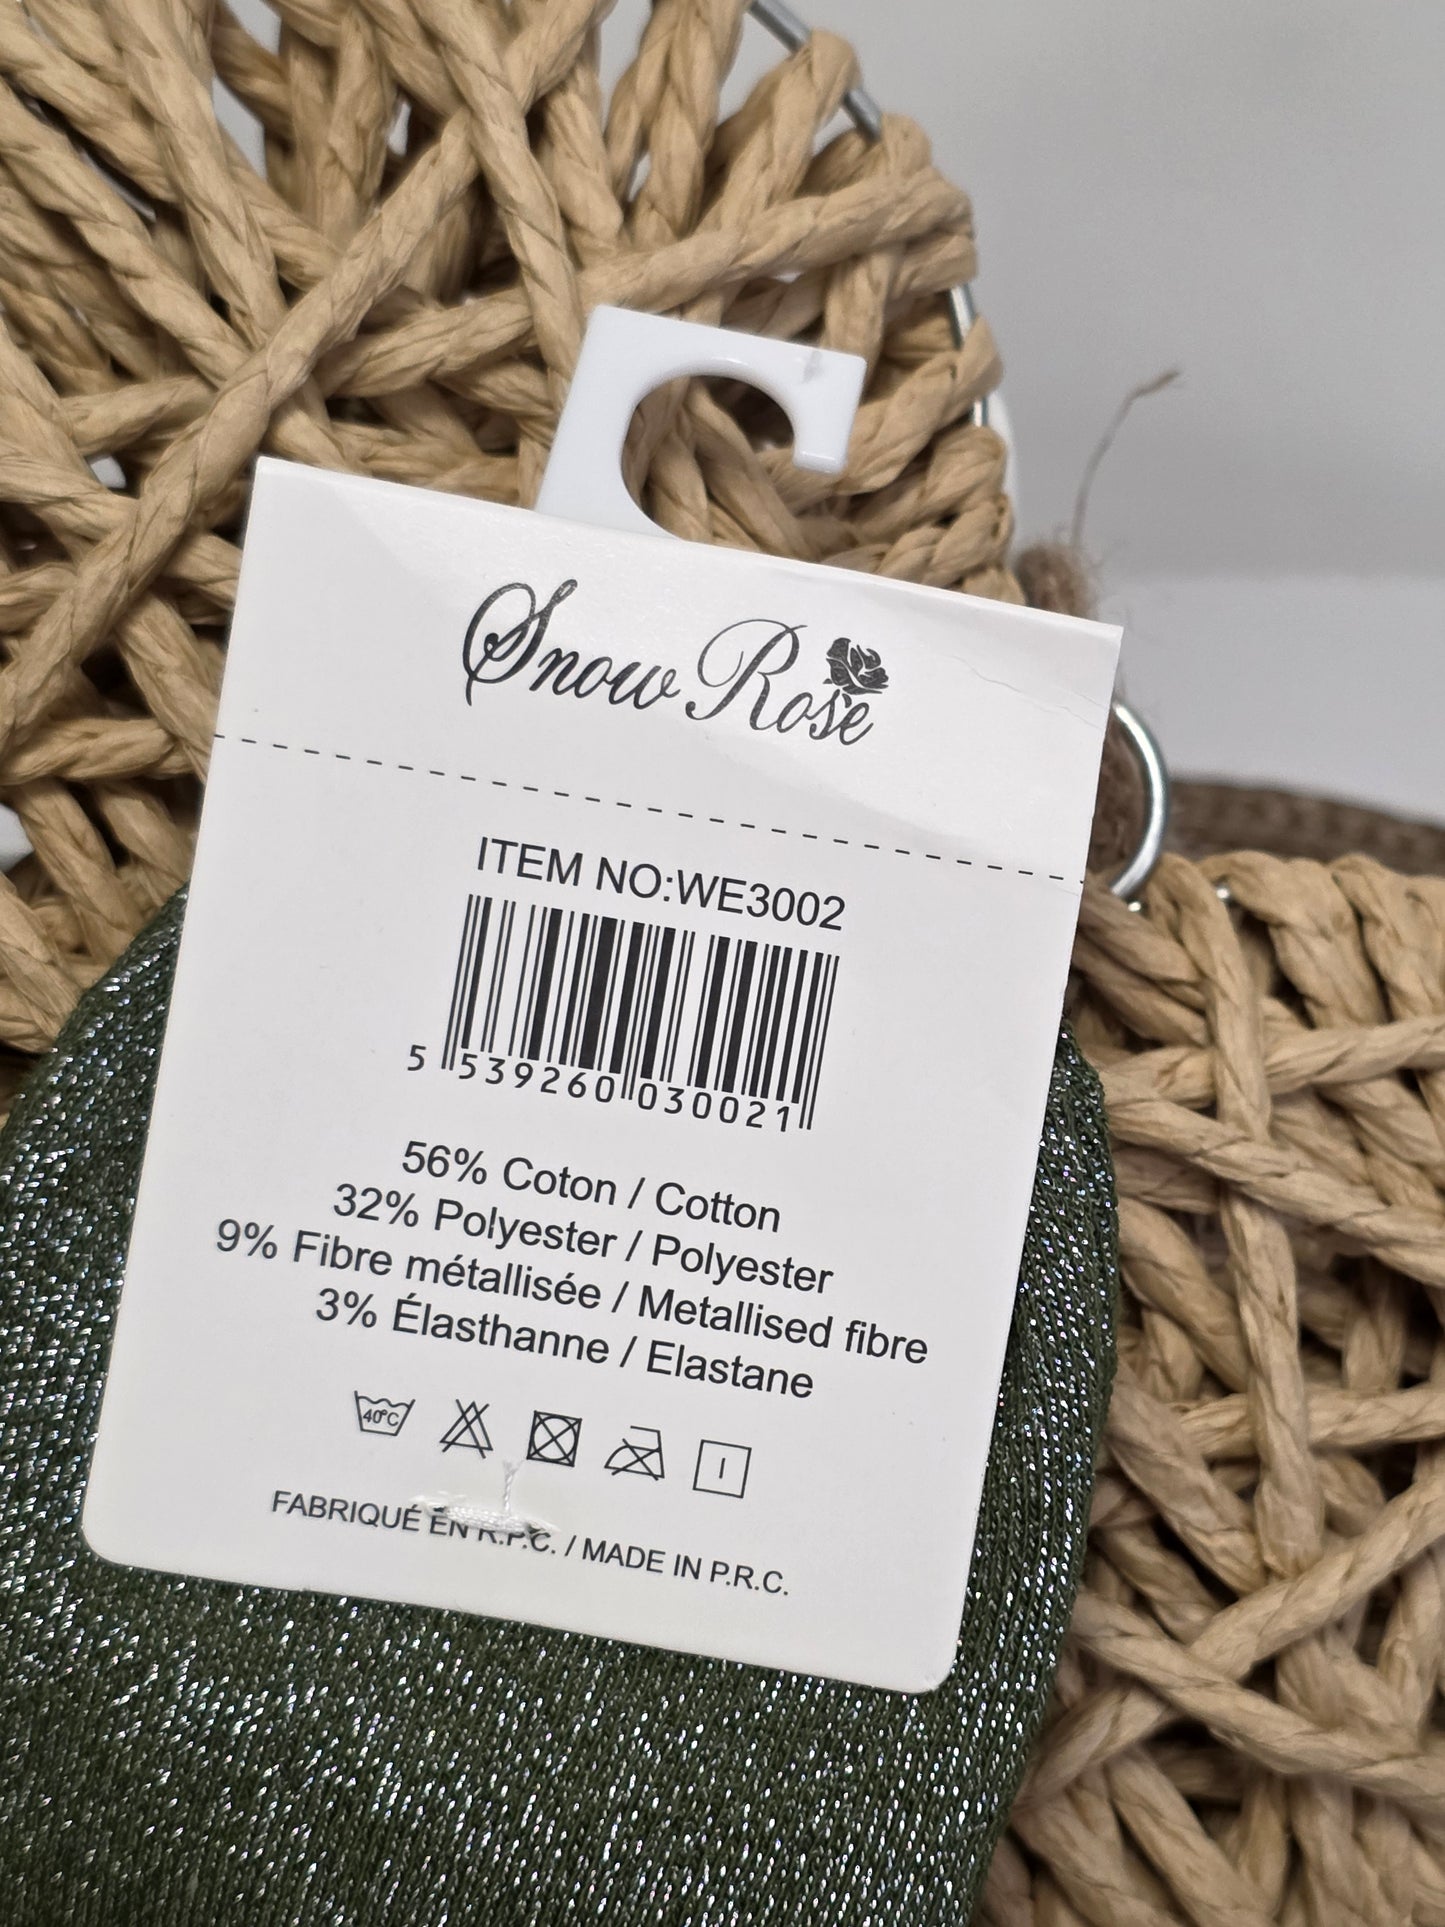 Snow Rose
ITEM NO:WE3002
5 539260 030021
56% Coton / Cotton
32% Polyester / Polyester
9% Fibre métallisée / Metallised fibre
3% Élasthanne / Elastane
40°C
FABRIQUÉ EN R.P.C. / MADE IN P.R.C.